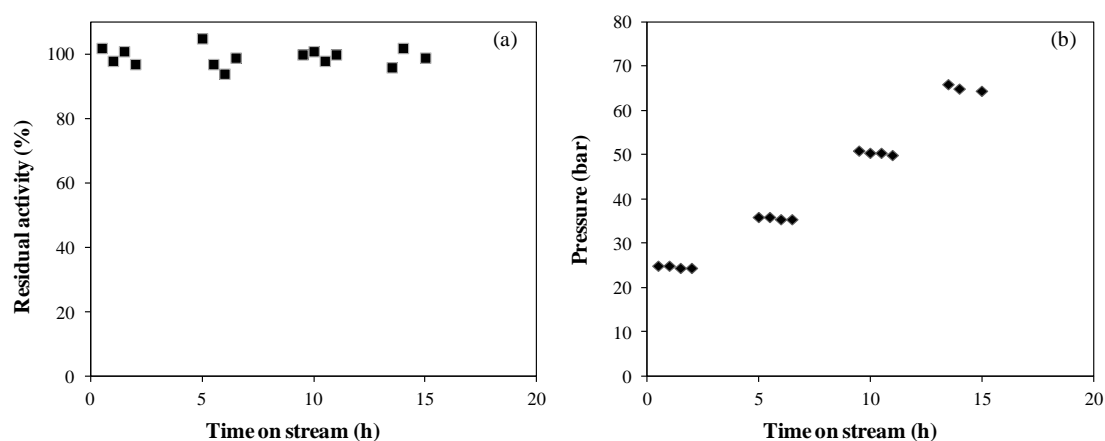 (a)
100
80
60
40
20
0
0 5 10 15 20
Residual activity (%)
Time on stream (h)
(b)
80
70
60
50
40
30
20
10
0
0 5 10 15 20
Pressure (bar)
Time on stream (h)